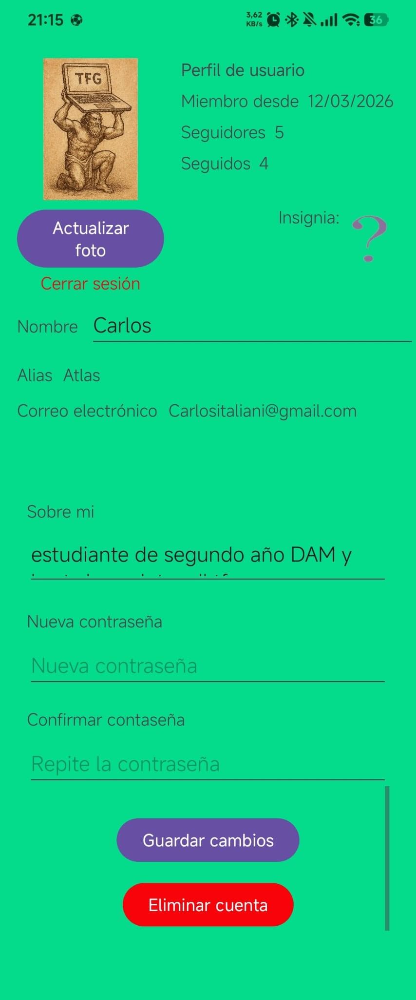 21:15
3,62
KB/s
36
TFG
Perfil de usuario
Miembro desde 12/03/2026
Seguidores 5
Seguidos 4
Actualizar
foto
Insignia:
?
Cerrar sesión
Nombre Carlos
Alias Atlas
Correo electrónico Carlositaliani@gmail.com
Sobre mi
estudiante de segundo año DAM y
Nueva contraseña
Nueva contraseña
Confirmar contaseña
Repite la contraseña
Guardar cambios
Eliminar cuenta